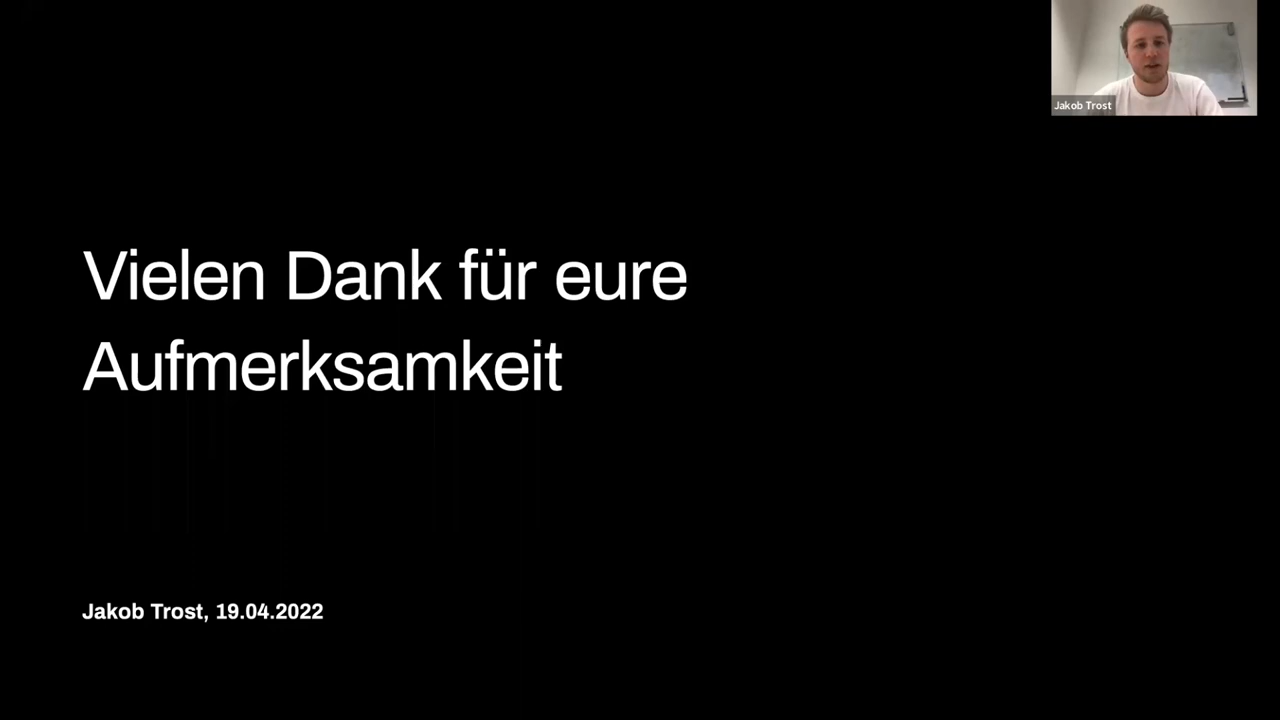 Jakob Trost
Vielen Dank für eure
Aufmerksamkeit
Jakob Trost, 19.04.2022